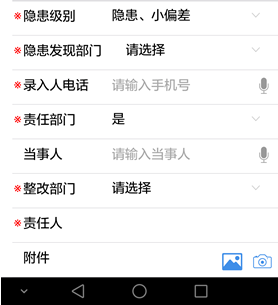 ※隐患级别 隐患、小偏差
※隐患发现部门 请选择
※录入人电话 请输入手机号
※责任部门 是
当事人 请输入当事人
※整改部门 请选择
※责任人
附件